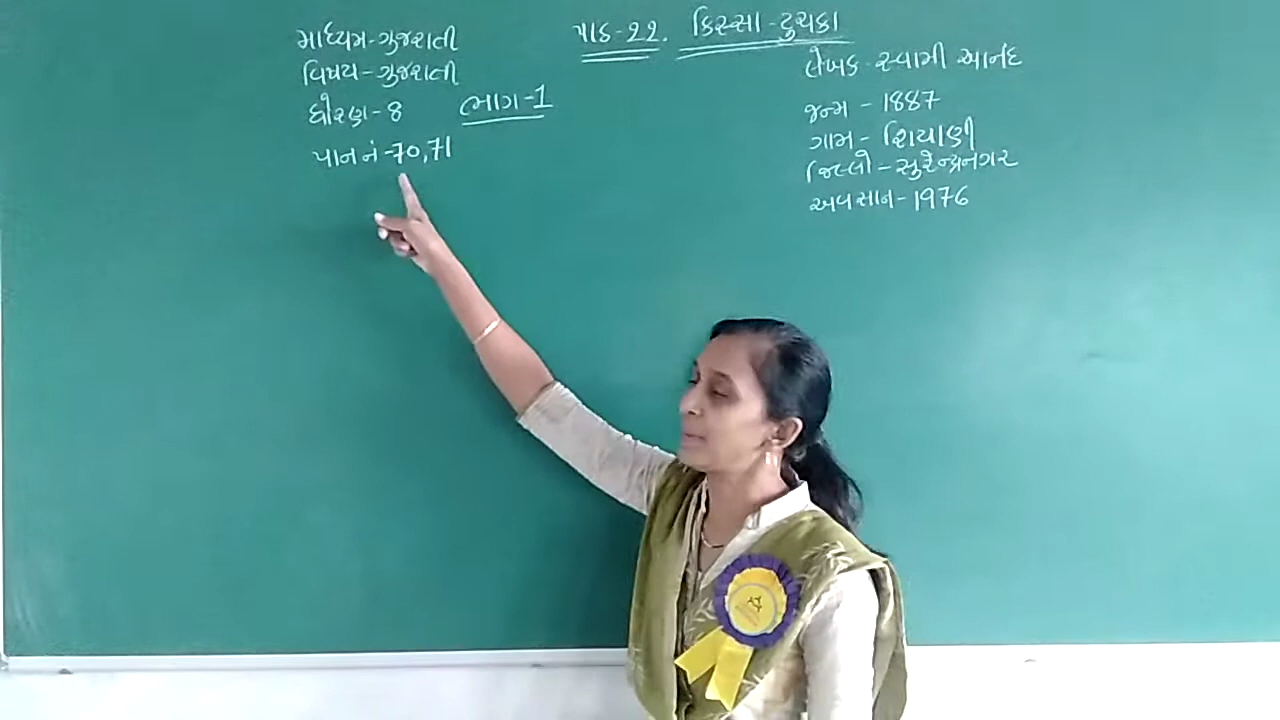 માધ્યમ-ગુજરાતી
વિષય-ગુજરાતી
ધોરણ-8
ભાગ-1
પાન નં-70,71
પાઠ-22. કિસ્સા-ટુચકા
લેખક-સ્વામી આનંદ
જન્મ - 1887
ગામ- શિયાણી
જિલ્લો-સુરેન્દ્રનગર
અવસાન-1976